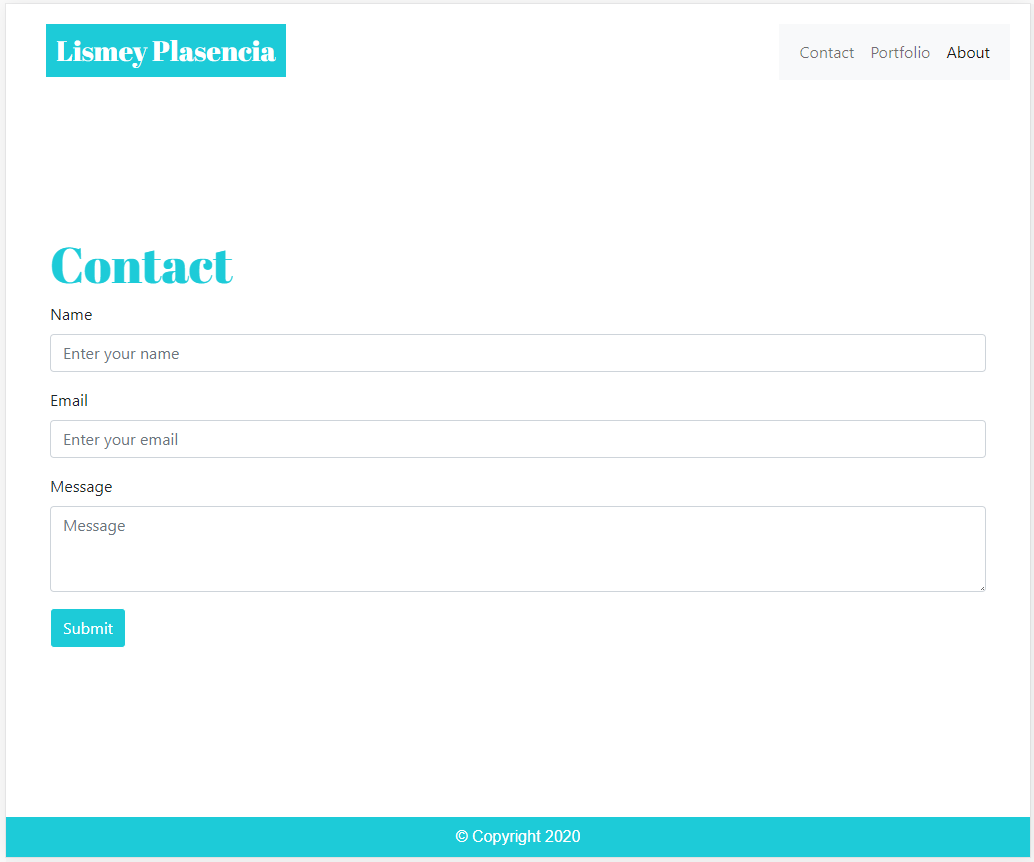 Lismey Plasencia
Contact Portfolio About
Contact
Name
Enter your name
Email
Enter your email
Message
Message
Submit
© Copyright 2020